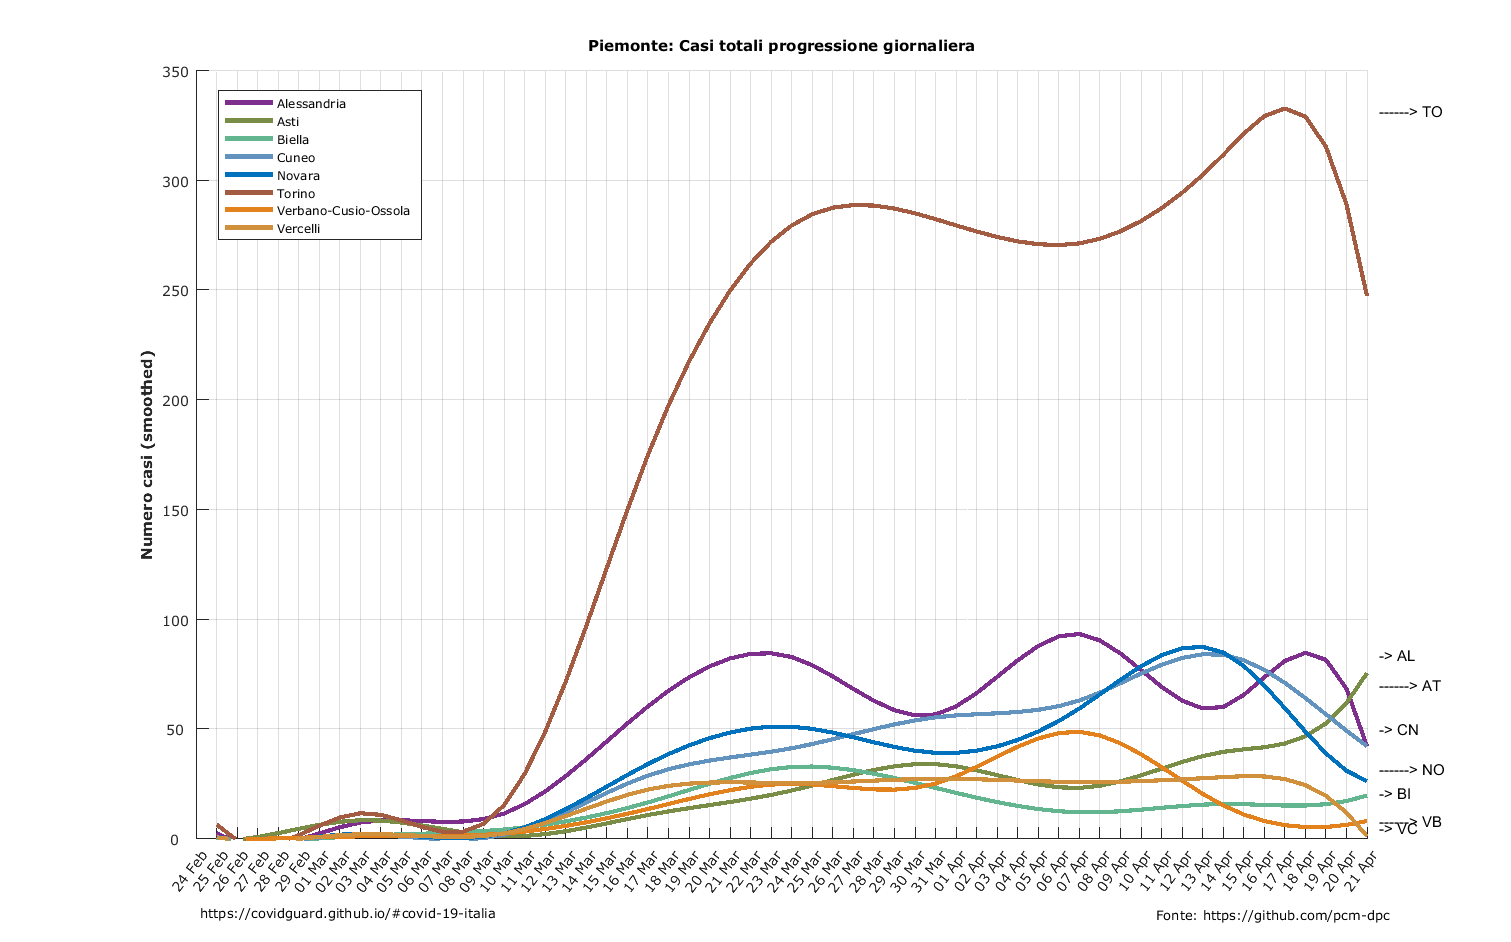 Piemonte: Casi totali progressione giornaliera
350
300
250
200
150
100
50
0
Numero casi (smoothed)
Alessandria
Asti
Biella
Cuneo
Novara
Torino
Verbano-Cusio-Ossola
Vercelli
------> TO
-> AL
------> AT
-> CN
------> NO
-> BI
------> VB
-> VC
24 Feb
25 Feb
26 Feb
27 Feb
28 Feb
29 Feb
01 Mar
02 Mar
03 Mar
04 Mar
05 Mar
06 Mar
07 Mar
08 Mar
09 Mar
10 Mar
11 Mar
12 Mar
13 Mar
14 Mar
15 Mar
16 Mar
17 Mar
18 Mar
19 Mar
20 Mar
21 Mar
22 Mar
23 Mar
24 Mar
25 Mar
26 Mar
27 Mar
28 Mar
29 Mar
30 Mar
31 Mar
01 Apr
02 Apr
03 Apr
04 Apr
05 Apr
06 Apr
07 Apr
08 Apr
09 Apr
10 Apr
11 Apr
12 Apr
13 Apr
14 Apr
15 Apr
16 Apr
17 Apr
18 Apr
19 Apr
20 Apr
21 Apr
https://covidguard.github.io/#covid-19-italia
Fonte: https://github.com/pcm-dpc